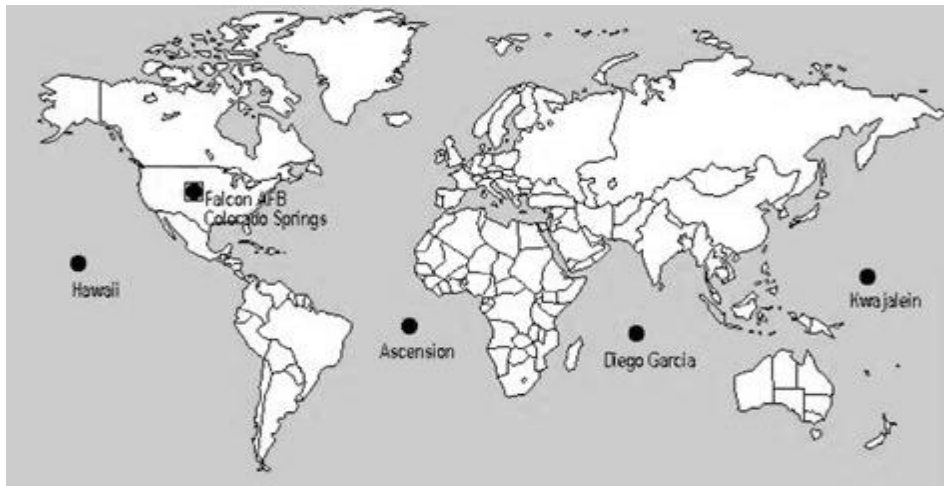 Falcon AFB
Colorado Springs
Hawaii
Kwajalein
Ascension
Diego Garcia